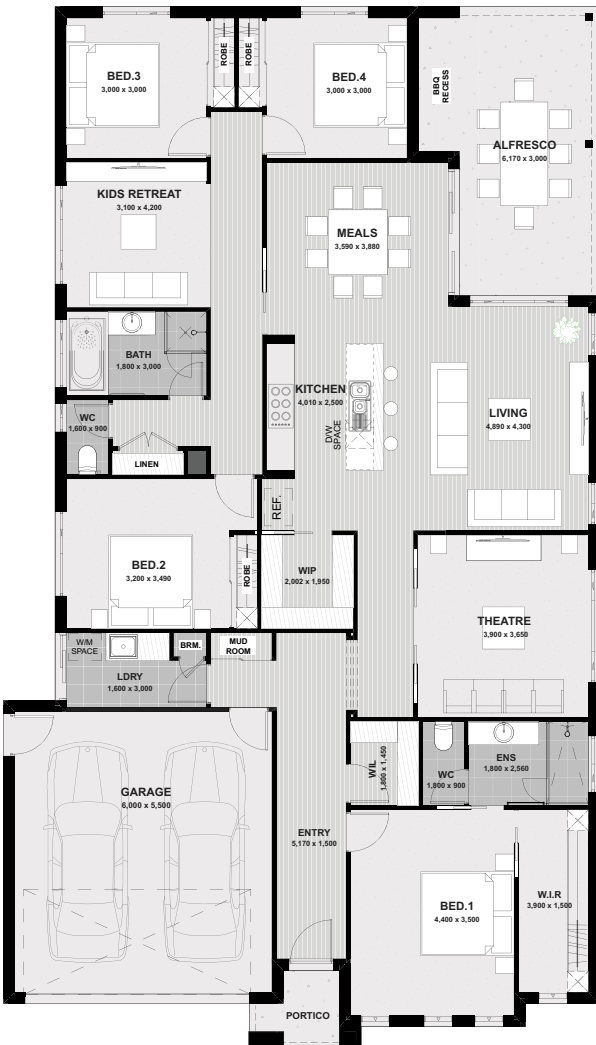 BED.3
3,000 x 3,000
ROBE
ROBE
BED.4
3,000 x 3,000
BBQ
RECESS
ALFRESCO
6,170 x 3,000
KIDS RETREAT
3,100 x 4,200
MEALS
3,590 x 3,880
BATH
1,800 x 3,000
KITCHEN
4,010 x 2,500
D/W
SPACE
LIVING
4,890 x 4,300
WC
1,600 x 900
LINEN
REF.
BED.2
3,200 x 3,490
ROBE
WIP
2,002 x 1,950
THEATRE
3,900 x 3,650
W/M
SPACE
BRM.
MUD
ROOM
LDRY
1,600 x 3,000
WIL
1,800 x 1,450
WC
1,800 x 900
ENS
1,800 x 2,560
GARAGE
6,000 x 5,500
ENTRY
5,170 x 1,500
BED.1
4,400 x 3,500
W.I.R
3,900 x 1,500
PORTICO